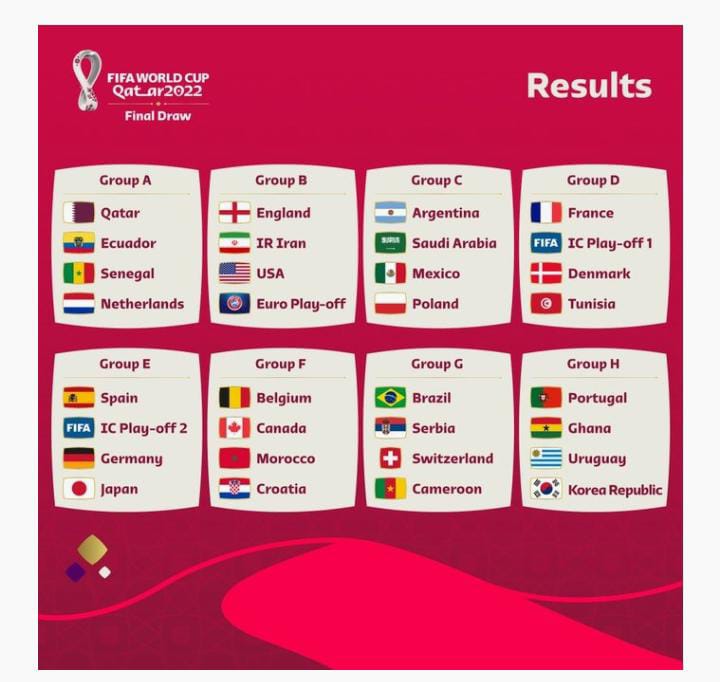 FIFA WORLD CUP
Qatar2022
Final Draw
Results
Group A
Qatar
Ecuador
Senegal
Netherlands
Group B
England
IR Iran
USA
Euro Play-off
Group C
Argentina
Saudi Arabia
Mexico
Poland
Group D
France
FIFA IC Play-off 1
Denmark
Tunisia
Group E
Spain
FIFA IC Play-off 2
Germany
Japan
Group F
Belgium
Canada
Morocco
Croatia
Group G
Brazil
Serbia
Switzerland
Cameroon
Group H
Portugal
Ghana
Uruguay
Korea Republic